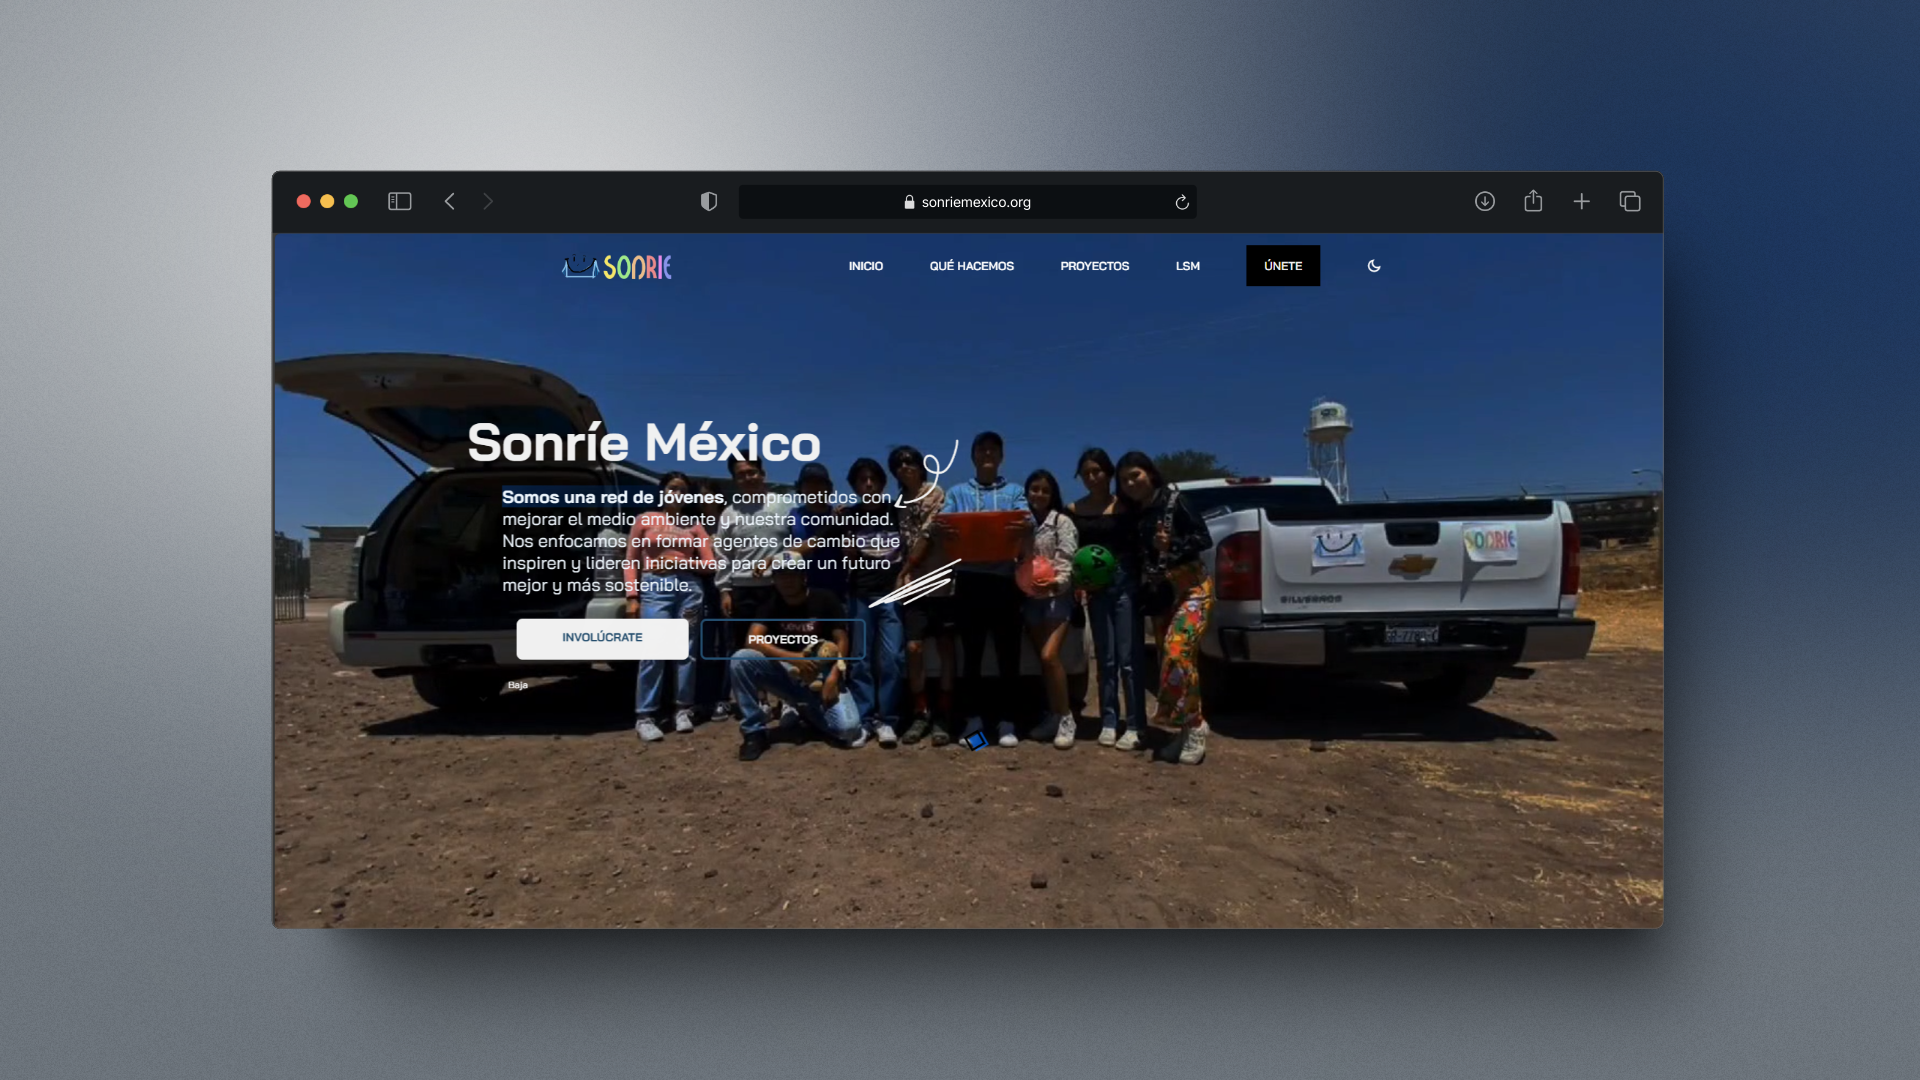 sonriemexico.org
SONRIE
INICIO
QUÉ HACEMOS
PROYECTOS
LSM
ÚNETE
Sonríe México
Somos una red de jóvenes, comprometidos con
mejorar el medio ambiente y nuestra comunidad.
Nos enfocamos en formar agentes de cambio que
inspiren y lideren iniciativas para crear un futuro
mejor y más sostenible.
INVOLÚCRATE
PROYECTOS
Baja
SONRIE
SILVERADO